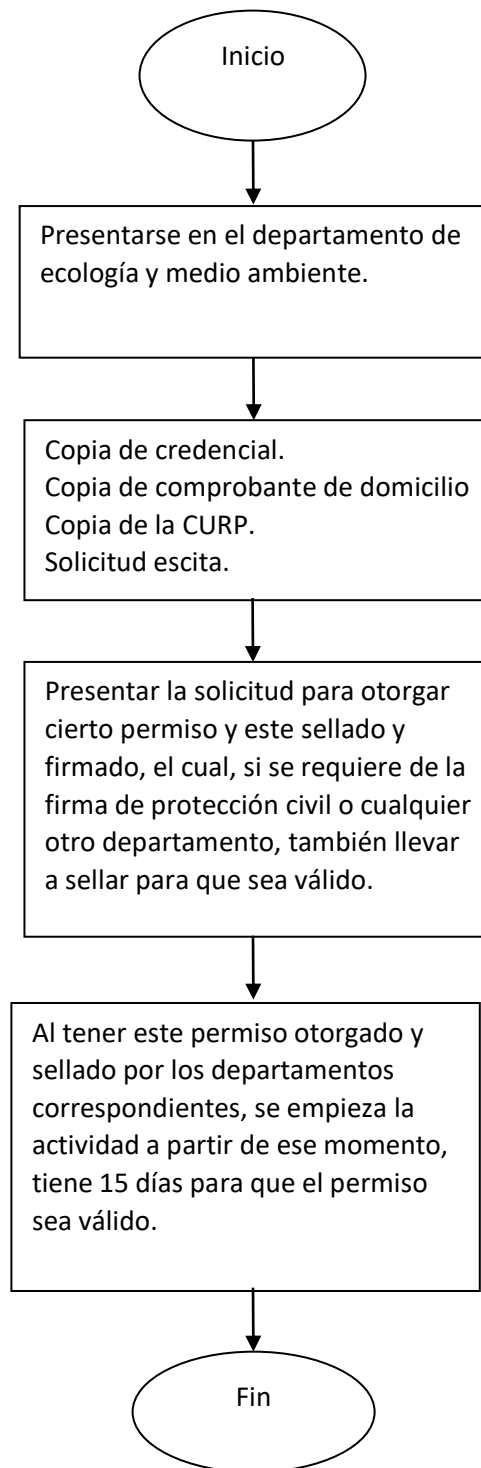 Inicio
Presentarse en el departamento de
ecología y medio ambiente.
Copia de credencial.
Copia de comprobante de domicilio
Copia de la CURP.
Solicitud escita.
Presentar la solicitud para otorgar
cierto permiso y este sellado y
firmado, el cual, si se requiere de la
firma de protección civil o cualquier
otro departamento, también llevar
a sellar para que sea válido.
Al tener este permiso otorgado y
sellado por los departamentos
correspondientes, se empieza la
actividad a partir de ese momento,
tiene 15 días para que el permiso
sea válido.
Fin